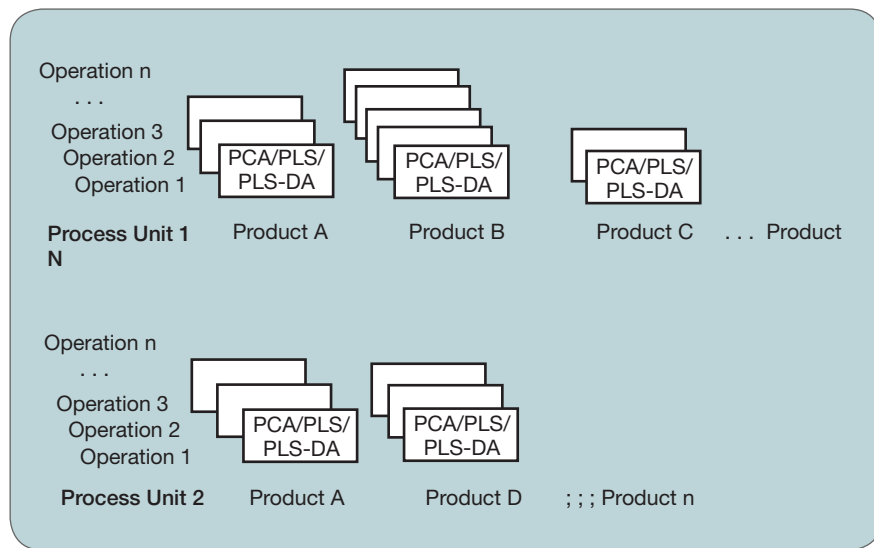 Operation n
. . .
Operation 3
Operation 2
Operation 1
PCA/PLS/
PLS-DA
PCA/PLS/
PLS-DA
PCA/PLS/
PLS-DA
Process Unit 1 Product A Product B Product C . . . Product
N
Operation n
. . .
Operation 3
Operation 2
Operation 1
PCA/PLS/
PLS-DA
PCA/PLS/
PLS-DA
Process Unit 2 Product A Product D ; ; ; Product n